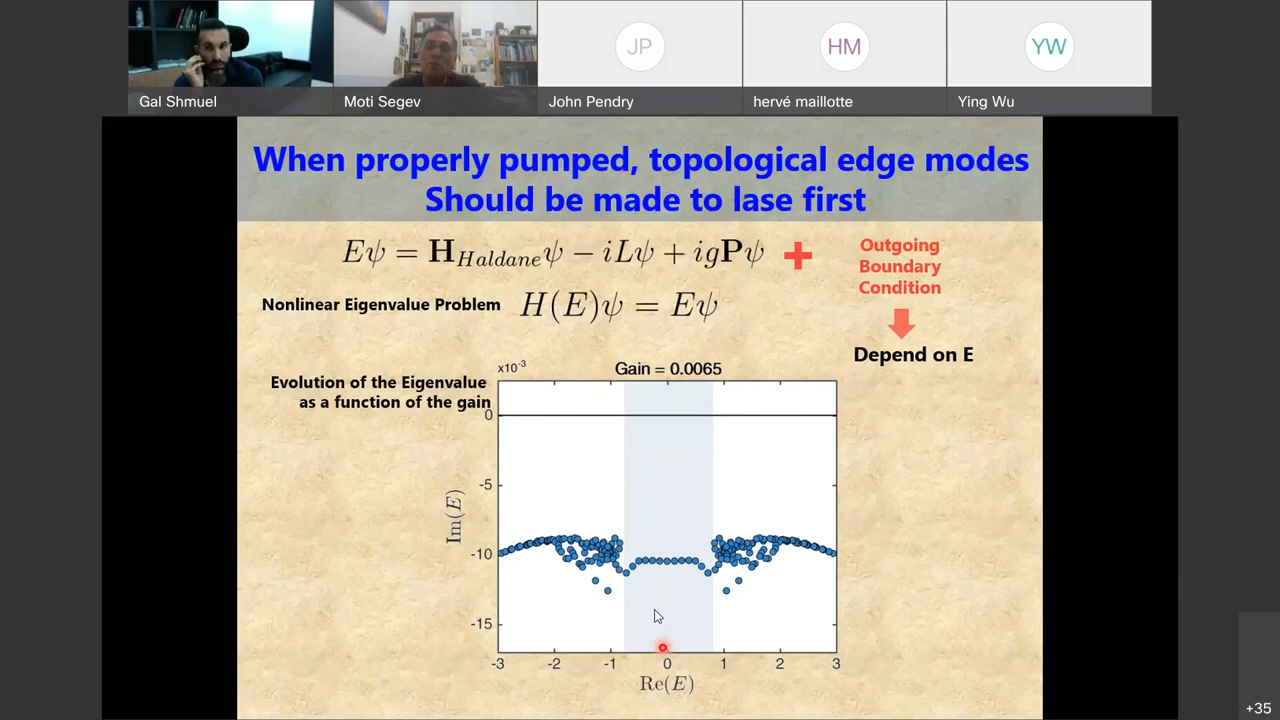 JP
HM
YW
Gal Shmuel
Moti Segev
John Pendry
hervé maillotte
Ying Wu
When properly pumped, topological edge modes
Should be made to lase first
Eψ = H_Haldane ψ − iLψ + igPψ +
Outgoing
Boundary
Condition
Nonlinear Eigenvalue Problem H(E)ψ = Eψ
Depend on E
Evolution of the Eigenvalue
as a function of the gain
x10^-3
Gain = 0.0065
0
-5
-10
-15
Im(E)
-3 -2 -1 0 1 2 3
Re(E)
+35